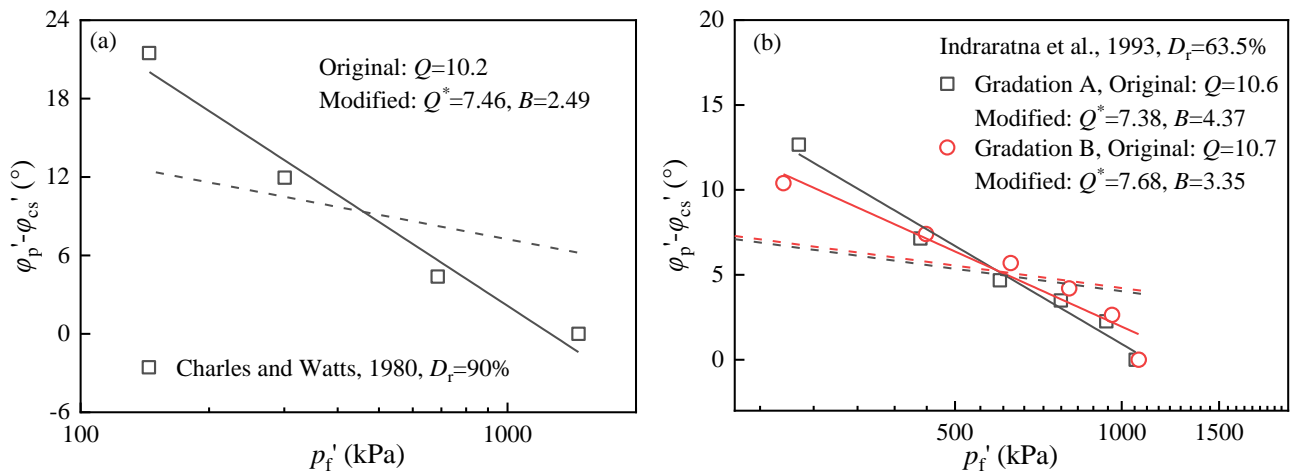 (a)
Original: Q=10.2
Modified: Q*=7.46, B=2.49
Charles and Watts, 1980, Dr=90%
24
18
12
6
0
-6
φp'-φcs' (°)
100
1000
pf' (kPa)
(b)
Indraratna et al., 1993, Dr=63.5%
Gradation A, Original: Q=10.6
Modified: Q*=7.38, B=4.37
Gradation B, Original: Q=10.7
Modified: Q*=7.68, B=3.35
20
15
10
5
0
φp'-φcs' (°)
500
1000
1500
pf' (kPa)